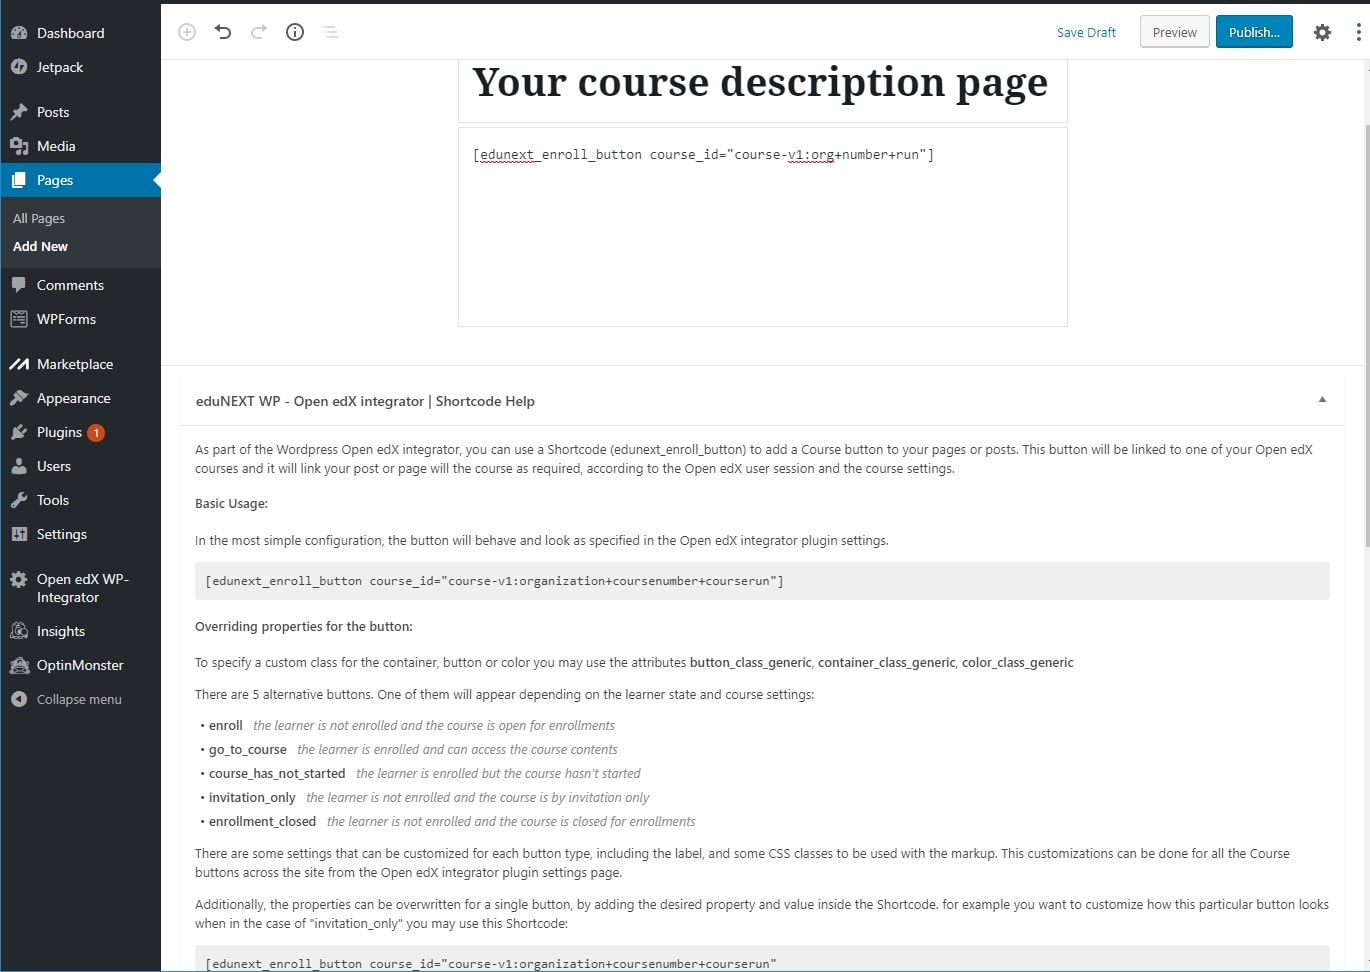 Dashboard
Jetpack
Posts
Media
Pages
All Pages
Add New
Comments
WPForms
Marketplace
Appearance
Plugins 1
Users
Tools
Settings
Open edX WP-
Integrator
Insights
OptinMonster
Collapse menu
Save Draft Preview Publish...
Your course description page
[edunext_enroll_button course_id="course-v1:org+number+run"]
eduNEXT WP - Open edX integrator | Shortcode Help
As part of the Wordpress Open edX integrator, you can use a Shortcode (edunext_enroll_button) to add a Course button to your pages or posts. This button will be linked to one of your Open edX
courses and it will link your post or page will the course as required, according to the Open edX user session and the course settings.
Basic Usage:
In the most simple configuration, the button will behave and look as specified in the Open edX integrator plugin settings.
[edunext_enroll_button course_id="course-v1:organization+coursenumber+courserun"]
Overriding properties for the button:
To specify a custom class for the container, button or color you may use the attributes button_class_generic, container_class_generic, color_class_generic
There are 5 alternative buttons. One of them will appear depending on the learner state and course settings:
• enroll the learner is not enrolled and the course is open for enrollments
• go_to_course the learner is enrolled and can access the course contents
• course_has_not_started the learner is enrolled but the course hasn't started
• invitation_only the learner is not enrolled and the course is by invitation only
• enrollment_closed the learner is not enrolled and the course is closed for enrollments
There are some settings that can be customized for each button type, including the label, and some CSS classes to be used with the markup. This customizations can be done for all the Course
buttons across the site from the Open edX integrator plugin settings page.
Additionally, the properties can be overwritten for a single button, by adding the desired property and value inside the Shortcode. for example you want to customize how this particular button looks
when in the case of "invitation_only" you may use this Shortcode:
[edunext_enroll_button course_id="course-v1:organization+coursenumber+courserun"